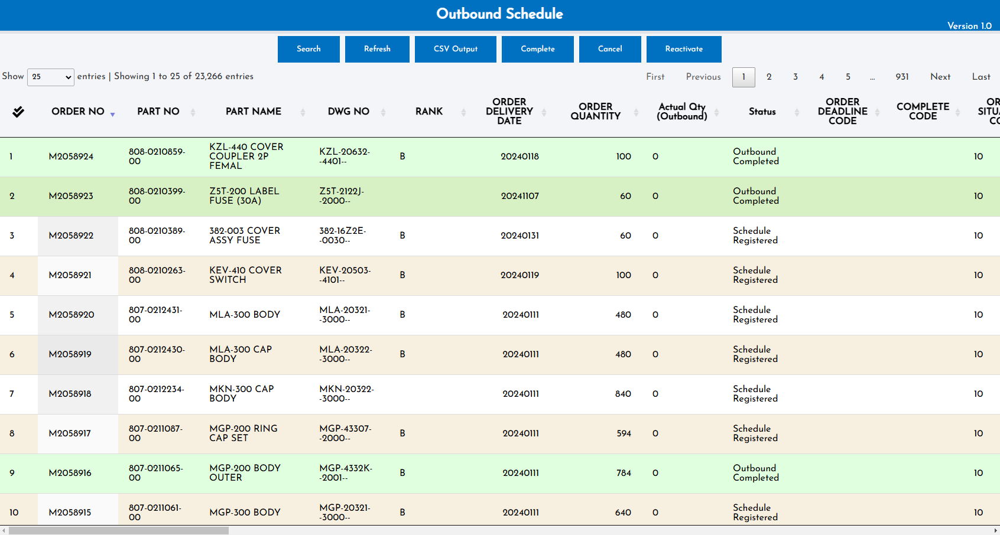 Outbound Schedule
Version 1.0
Search Refresh CSV Output Complete Cancel Reactivate
Show 25 entries | Showing 1 to 25 of 23,266 entries First Previous 1 2 3 4 5 ... 931 Next Last
ORDER NO PART NO PART NAME DWG NO RANK ORDER DELIVERY DATE ORDER QUANTITY Actual Qty (Outbound) Status ORDER DEADLINE CODE COMPLETE CODE
1 M2058924 808-0210859-00 KZL-440 COVER COUPLER 2P FEMAL KZL-20632--4401-- B 20240118 100 0 Outbound Completed 10
2 M2058923 808-0210399-00 Z5T-200 LABEL FUSE (30A) Z5T-2122J--2000-- 20241107 60 0 Outbound Completed 10
3 M2058922 808-0210389-00 382-003 COVER ASSY FUSE 382-16Z2E--0030-- B 20240131 60 0 Schedule Registered 10
4 M2058921 808-0210263-00 KEV-410 COVER SWITCH KEV-20503--4101-- B 20240119 100 0 Schedule Registered 10
5 M2058920 807-0212431-00 MLA-300 BODY MLA-20321--3000-- B 20240111 480 0 Schedule Registered 10
6 M2058919 807-0212430-00 MLA-300 CAP BODY MLA-20322--3000-- B 20240111 480 0 Schedule Registered 10
7 M2058918 807-0212234-00 MKN-300 CAP BODY MKN-20322--3000-- 20240111 840 0 Schedule Registered 10
8 M2058917 807-0211087-00 MGP-200 RING CAP SET MGP-43307--2000-- B 20240111 594 0 Schedule Registered 10
9 M2058916 807-0211065-00 MGP-200 BODY OUTER MGP-4332K--2001-- B 20240111 784 0 Outbound Completed 10
10 M2058915 807-0211061-00 MGP-300 BODY MGP-20321--3000-- B 20240111 640 0 Schedule Registered 10